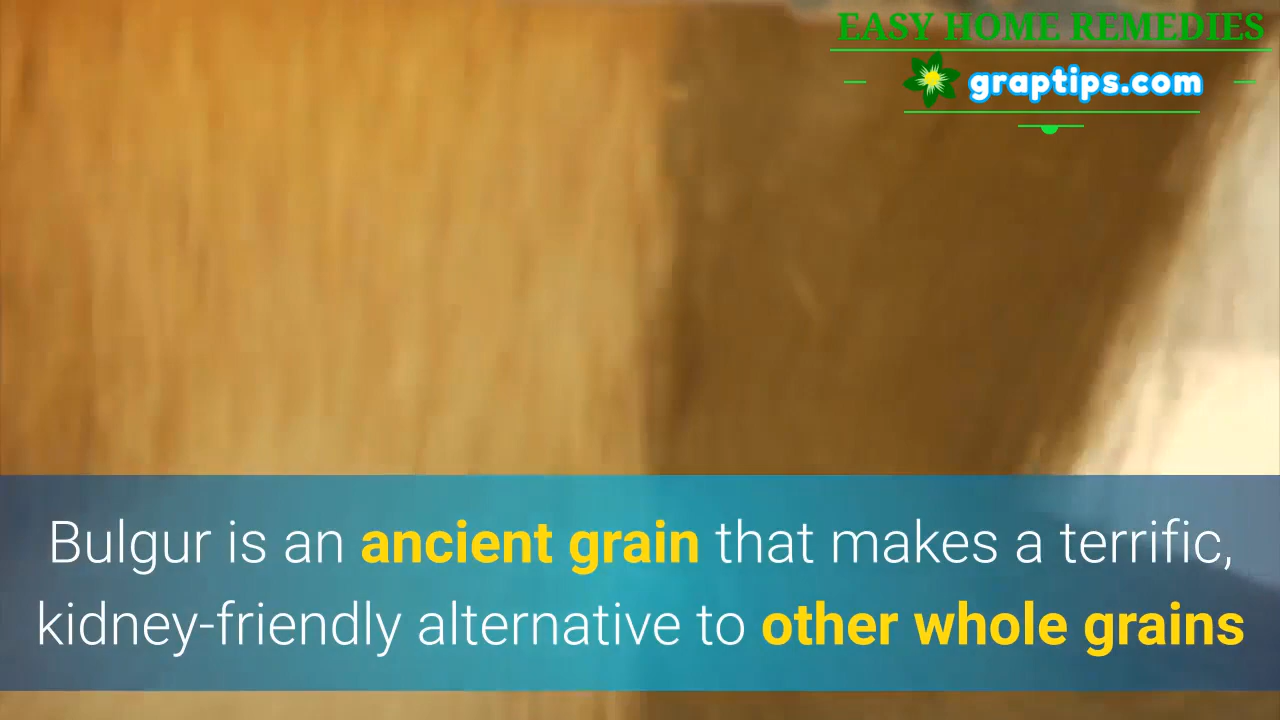 EASY HOME REMEDIES
graptips.com
Bulgur is an ancient grain that makes a terrific,
kidney-friendly alternative to other whole grains